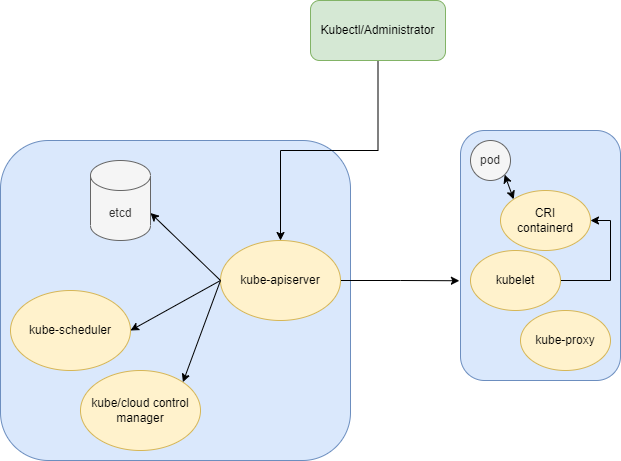 Kubectl/Administrator
etcd
kube-apiserver
kube-scheduler
kube/cloud control
manager
pod
CRI
containerd
kubelet
kube-proxy